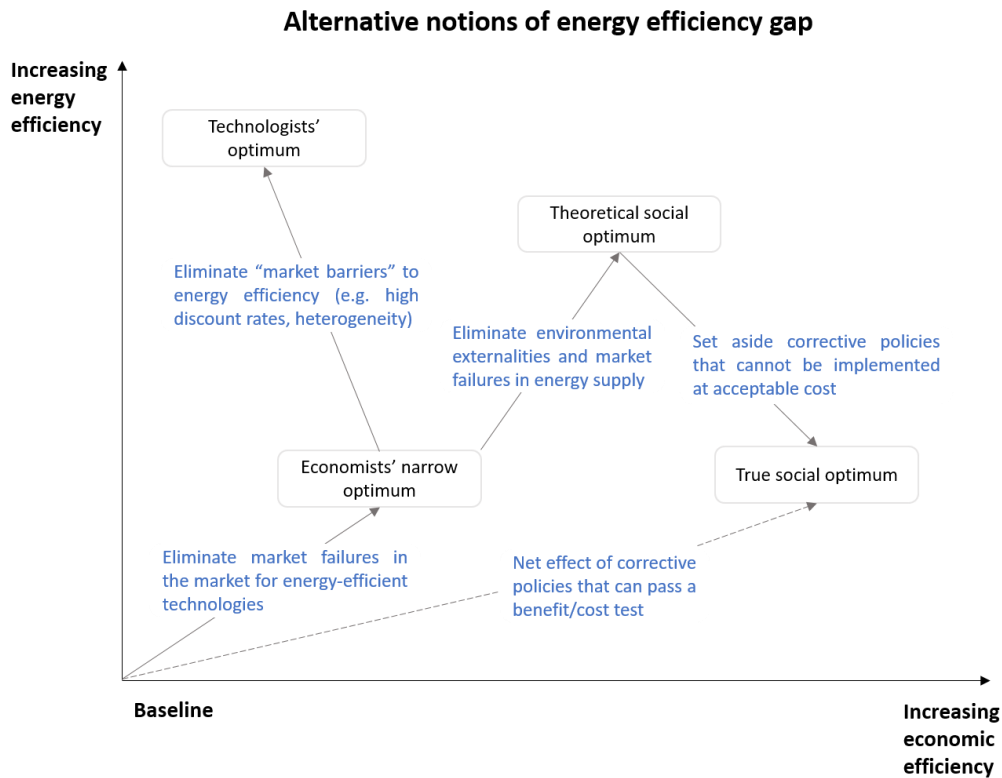 Alternative notions of energy efficiency gap
Increasing
energy
efficiency
Technologists’
optimum
Theoretical social
optimum
Eliminate “market barriers” to
energy efficiency (e.g. high
discount rates, heterogeneity)
Eliminate environmental
externalities and market
failures in energy supply
Set aside corrective policies
that cannot be implemented
at acceptable cost
Economists’ narrow
optimum
True social optimum
Eliminate market failures in
the market for energy-efficient
technologies
Net effect of corrective
policies that can pass a
benefit/cost test
Baseline
Increasing
economic
efficiency